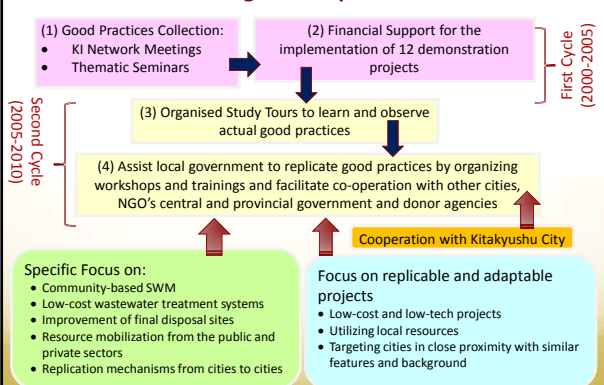 (1) Good Practices Collection:
• KI Network Meetings
• Thematic Seminars
(2) Financial Support for the
implementation of 12 demonstration
projects
First Cycle
(2000-2005)
(3) Organised Study Tours to learn and observe
actual good practices
Second Cycle
(2005-2010)
(4) Assist local government to replicate good practices by organizing
workshops and trainings and facilitate co-operation with other cities,
NGO's central and provincial government and donor agencies
Cooperation with Kitakyushu City
Specific Focus on:
• Community-based SWM
• Low-cost wastewater treatment systems
• Improvement of final disposal sites
• Resource mobilization from the public and
private sectors
• Replication mechanisms from cities to cities
Focus on replicable and adaptable
projects
• Low-cost and low-tech projects
• Utilizing local resources
• Targeting cities in close proximity with similar
features and background